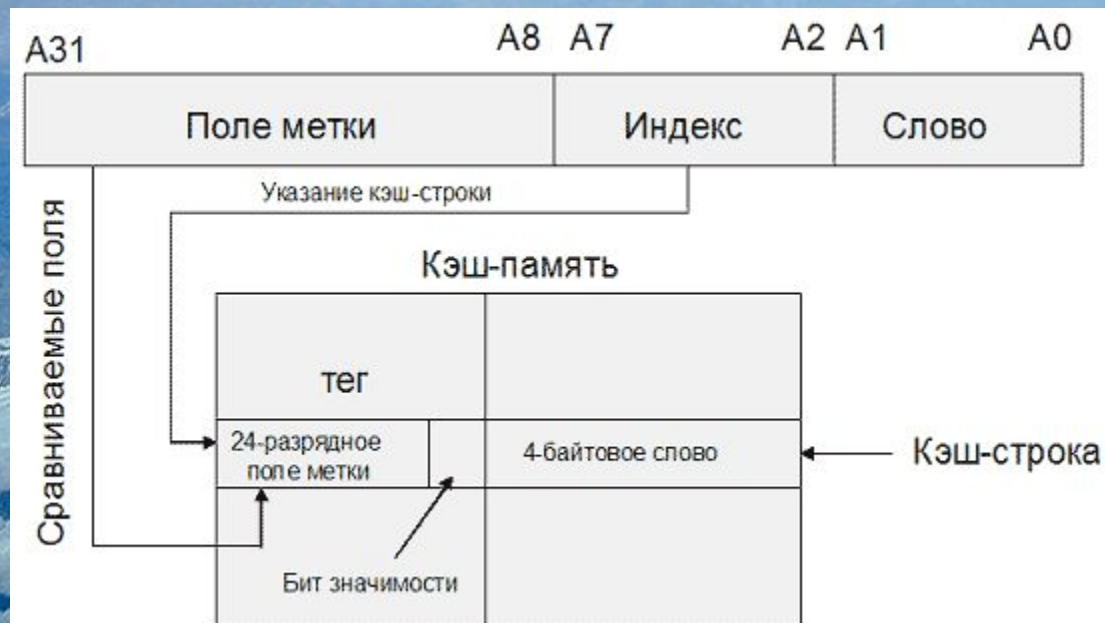 A31 A8 A7 A2 A1 A0
Поле метки Индекс Слово
Указание кэш-строки
Сравниваемые поля
Кэш-память
тег
24-разрядное
поле метки
4-байтовое слово
Кэш-строка
Бит значимости